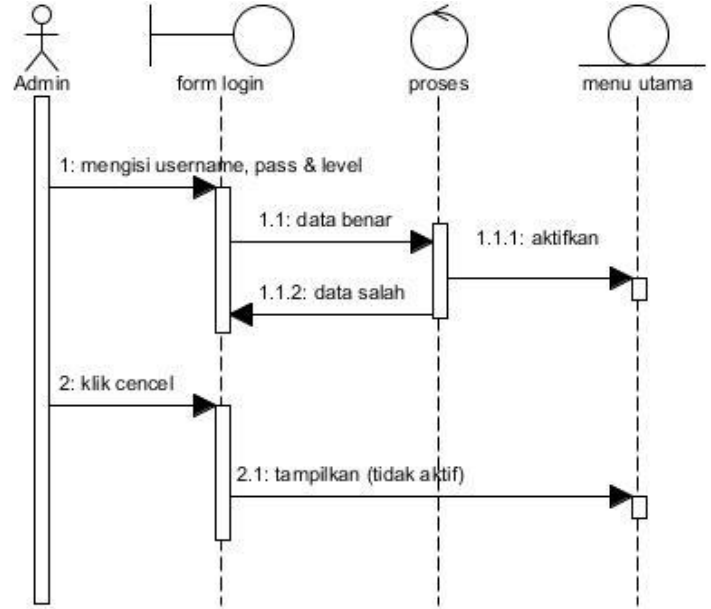 Admin
form login
proses
menu utama
1: mengisi username, pass & level
1.1: data benar
1.1.1: aktifkan
1.1.2: data salah
2: klik cencel
2.1: tampilkan (tidak aktif)